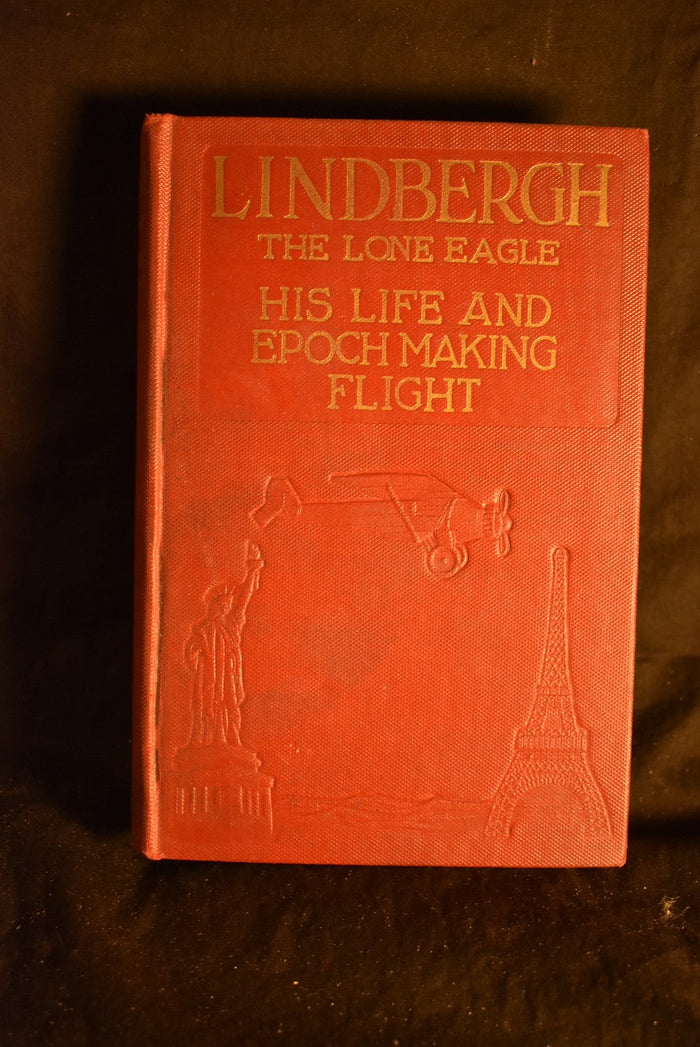 LINDBERGH
THE LONE EAGLE
HIS LIFE AND
EPOCH MAKING
FLIGHT